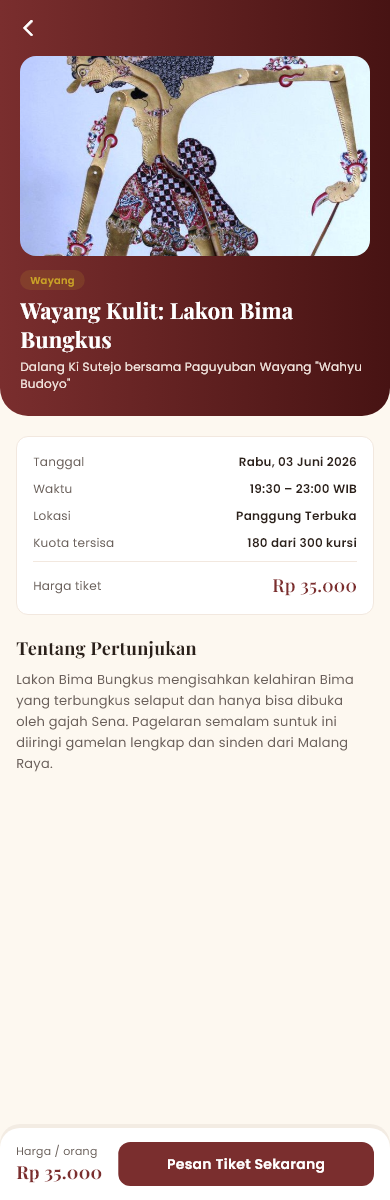 Wayang
Wayang Kulit: Lakon Bima
Bungkus
Dalang Ki Sutejo bersama Paguyuban Wayang "Wahyu
Budoyo"
Tanggal Rabu, 03 Juni 2026
Waktu 19:30 – 23:00 WIB
Lokasi Panggung Terbuka
Kuota tersisa 180 dari 300 kursi
Harga tiket Rp 35.000
Tentang Pertunjukan
Lakon Bima Bungkus mengisahkan kelahiran Bima
yang terbungkus selaput dan hanya bisa dibuka
oleh gajah Sena. Pagelaran semalam suntuk ini
diiringi gamelan lengkap dan sinden dari Malang
Raya.
Harga / orang
Rp 35.000
Pesan Tiket Sekarang